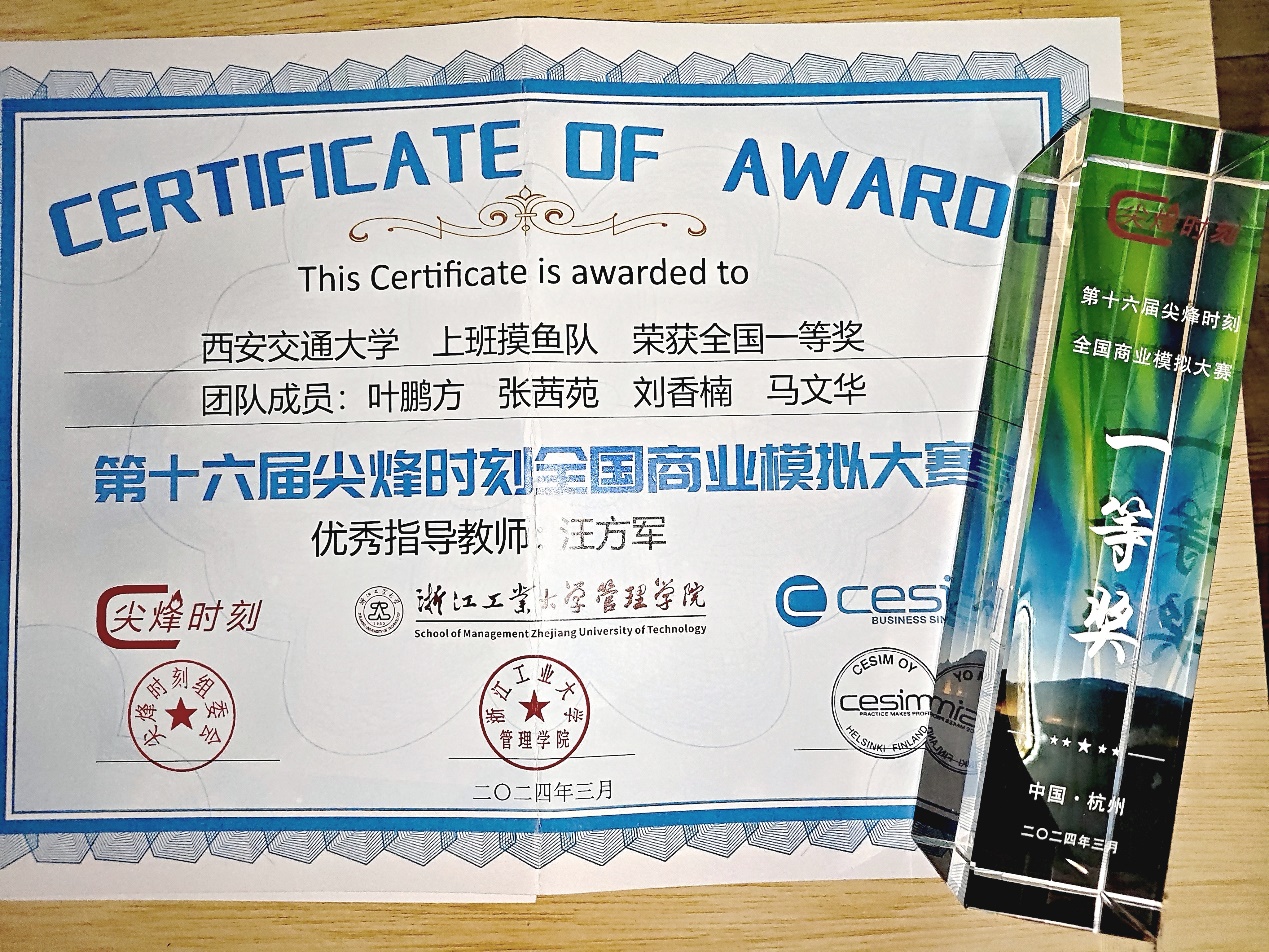 CERTIFICATE OF AWARD
This Certificate is awarded to
西安交通大学 上班摸鱼队 荣获全国一等奖
团队成员：叶鹏方 张茜苑 刘香楠 马文华
第十六届尖烽时刻全国商业模拟大赛
优秀指导教师：汪方军
尖烽时刻
浙江工业大学管理学院
School of Management Zhejiang University of Technology
cesi
BUSINESS SIN
尖烽时刻组委会
浙江工业大学
管理学院
CESIM OY
cesim
PRACTICE MAKES PROFI
HELSINKI FINLAND
二〇二四年三月
尖烽时刻
第十六届尖烽时刻
全国商业模拟大赛
一等奖
中国·杭州
二〇二四年三月